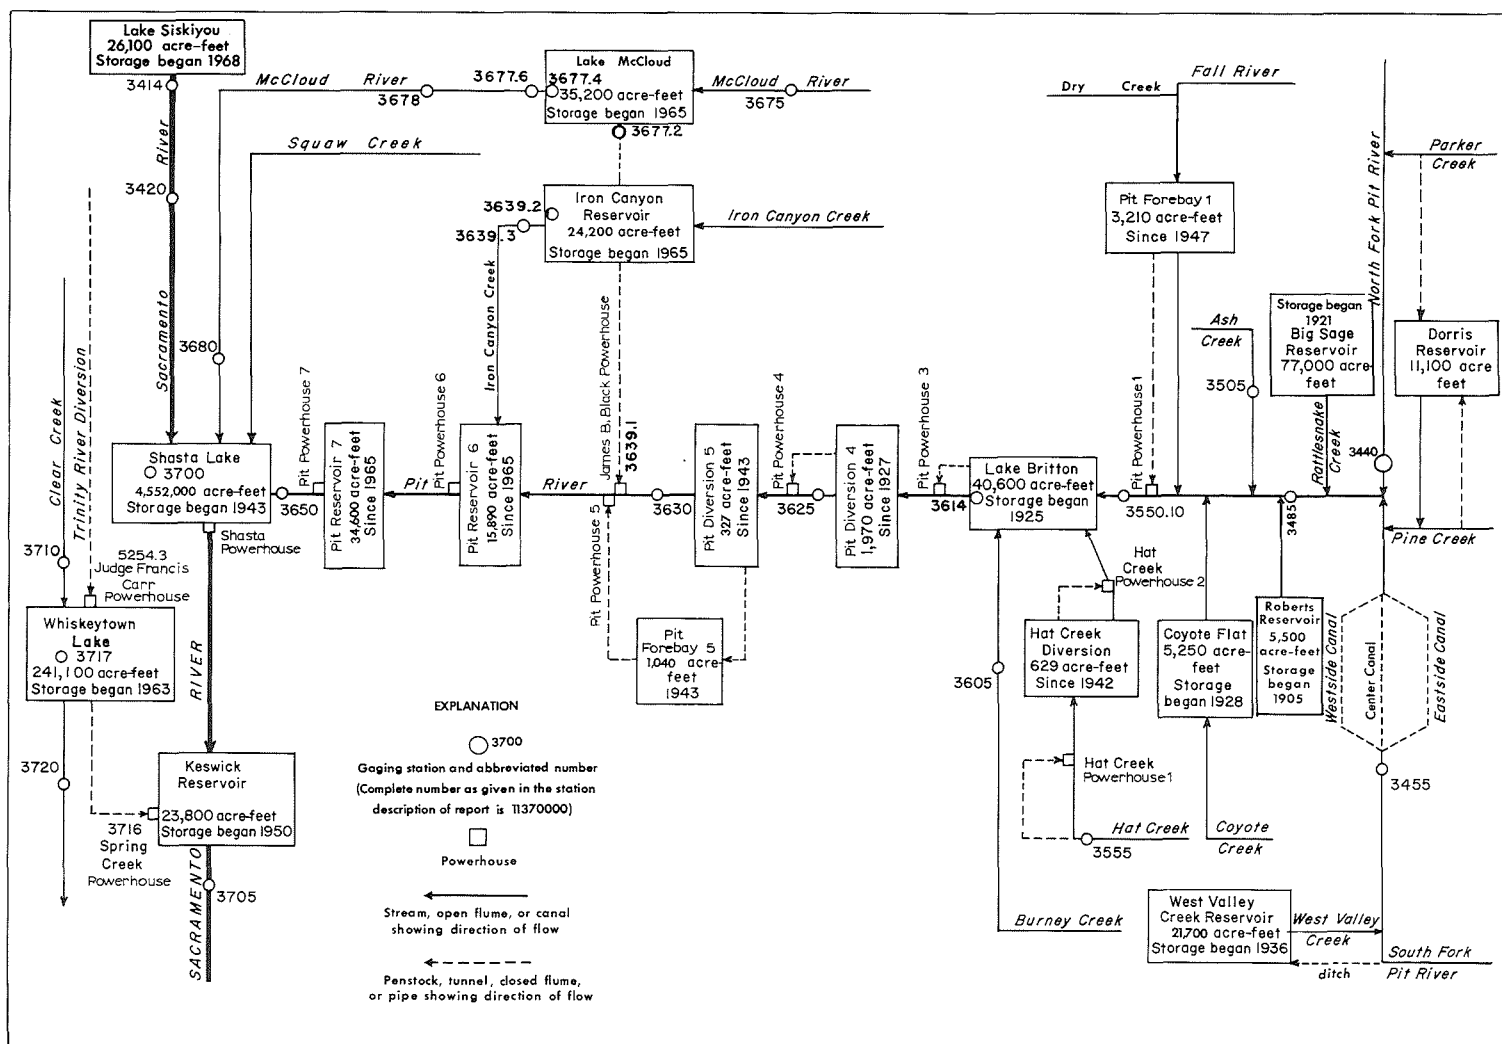 Lake Siskiyou
26,100 acre-feet
Storage began 1968
3414
River
3420
Sacramento
McCloud River
3678
3677.6
Lake McCloud
3677.4
35,200 acre-feet
Storage began 1965
McCloud River
3675
3677.2
Squaw Creek
3680
Iron Canyon
Reservoir
24,200 acre-feet
Storage began 1965
3639.2
3639.3
Iron Canyon Creek
Iron Canyon Creek
James B. Black Powerhouse
3639.1
Dry Creek
Fall River
Pit Forebay 1
3,210 acre-feet
Since 1947
Ash
Creek
3505
Storage began
1921
Big Sage
Reservoir
77,000 acre-
feet
Rattlesnake
Creek
North Fork Pit River
Parker
Creek
Dorris
Reservoir
11,100 acre
feet
3440
Clear Creek
Trinity River Diversion
Shasta Lake
3700
4,552,000 acre-feet
Storage began 1943
3650
Pit Powerhouse 7
Pit Reservoir 7
34,600 acre-feet
Since 1965
Pit
Pit Powerhouse 6
Pit Reservoir 6
15,890 acre-feet
Since 1965
River
3630
Pit Diversion 5
327 acre-feet
Since 1943
Pit Powerhouse 4
3625
Pit Diversion 4
1,970 acre-feet
Since 1927
Pit Powerhouse 3
3614
Lake Britton
40,600 acre-feet
Storage began
1925
3550.10
Pit Powerhouse 1
3485
Pine Creek
Shasta
Powerhouse
3710
5254.3
Judge Francis
Carr
Powerhouse
Whiskeytown
Lake
3717
241,100 acre-feet
Storage began 1963
RIVER
Pit Powerhouse 5
Pit
Forebay 5
1,040 acre-
feet
1943
Hat
Creek
Powerhouse 2
Hat Creek
Diversion
629 acre-feet
Since 1942
3605
Coyote Flat
5,250 acre-
feet
Storage
began 1928
Roberts
Reservoir
5,500
acre-feet
Storage
began
1905
Westside Canal
Center Canal
Eastside Canal
3455
3720
Keswick
Reservoir
23,800 acre-feet
Storage began 1950
3716
Spring
Creek
Powerhouse
3705
SACRAMENTO
EXPLANATION
3700
Gaging station and abbreviated number
(Complete number as given in the station
description of report is 11370000)
Powerhouse
Stream, open flume, or canal
showing direction of flow
Penstock, tunnel, closed flume,
or pipe showing direction of flow
Hat Creek
Powerhouse 1
Hat Creek
3555
Coyote
Creek
Burney Creek
West Valley
Creek Reservoir
21,700 acre-feet
Storage began 1936
West Valley
Creek
ditch
South Fork
Pit River